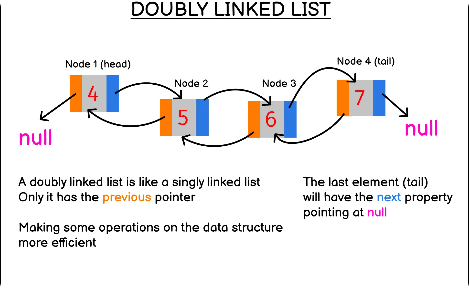 DOUBLY LINKED LIST
Node 1 (head)
Node 2
Node 3
Node 4 (tail)
4
5
6
7
null
null
A doubly linked list is like a singly linked list
Only it has the previous pointer
Making some operations on the data structure
more efficient
The last element (tail)
will have the next property
pointing at null